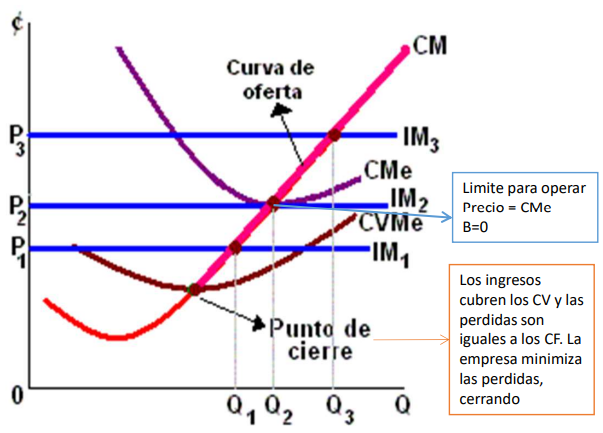 ¢
CM
Curva de
oferta
P3
IM3
CMe
P2
IM2
CVMe
P1
IM1
Limite para operar
Precio = CMe
B=0
Punto de
cierre
Los ingresos
cubren los CV y las
perdidas son
iguales a los CF. La
empresa minimiza
las perdidas,
cerrando
0
Q1
Q2
Q3
Q